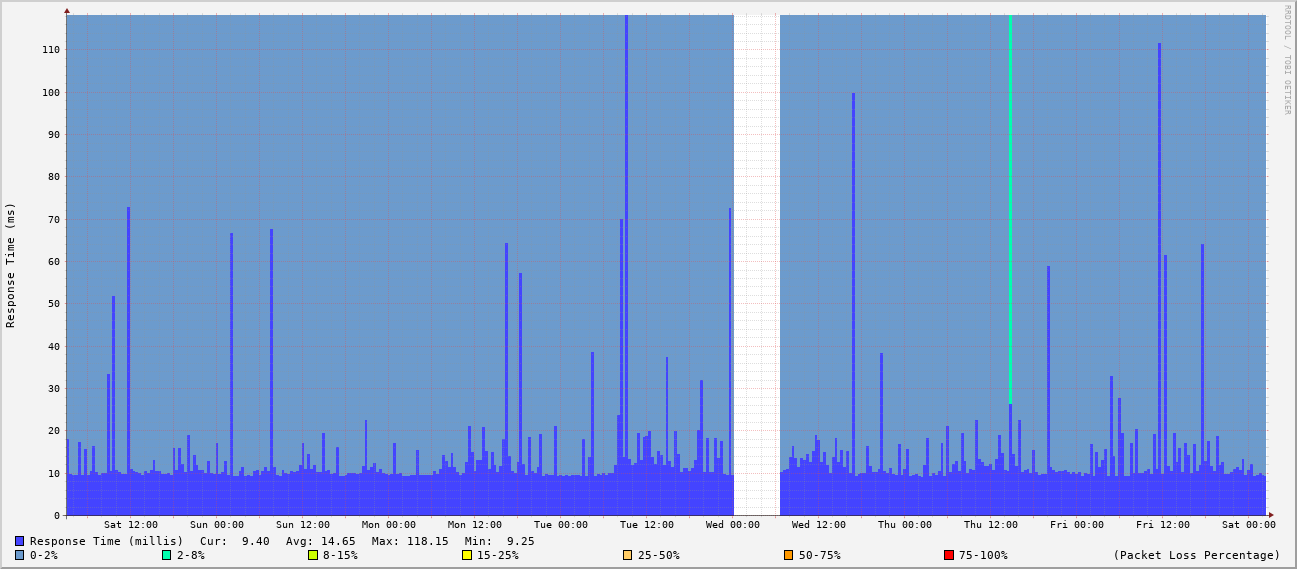 RRDTOOL / TOBI OETIKER
Response Time (ms)
110
100
90
80
70
60
50
40
30
20
10
0
Sat 12:00 Sun 00:00 Sun 12:00 Mon 00:00 Mon 12:00 Tue 00:00 Tue 12:00 Wed 00:00 Wed 12:00 Thu 00:00 Thu 12:00 Fri 00:00 Fri 12:00 Sat 00:00
Response Time (millis) Cur: 9.40 Avg: 14.65 Max: 118.15 Min: 9.25
0-2% 2-8% 8-15% 15-25% 25-50% 50-75% 75-100% (Packet Loss Percentage)